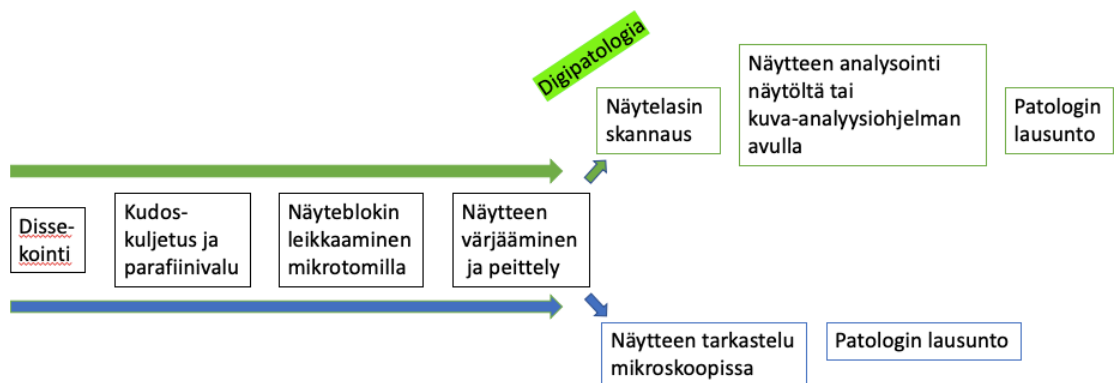 Digipatologia
Näytelasin
skannaus
Näytteen analysointi
näytöltä tai
kuva-analyysiohjelman
avulla
Patologin
lausunto
Disse-
kointi
Kudos-
kuljetus ja
parafiinivalu
Näyteblokin
leikkaaminen
mikrotomilla
Näytteen
värjääminen
ja peittely
Näytteen tarkastelu
mikroskoopissa
Patologin lausunto